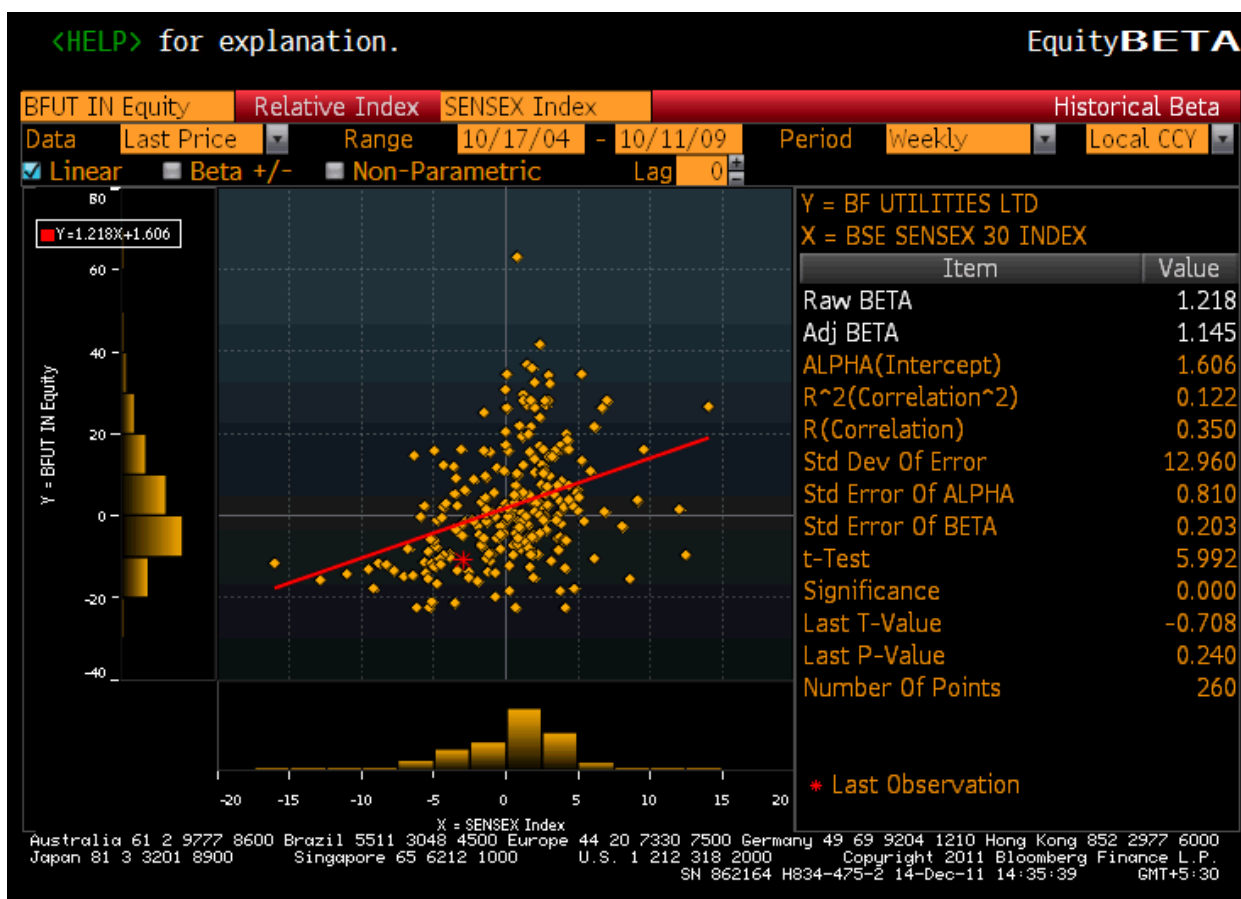 <HELP> for explanation. EquityBETA
BFUT IN Equity Relative Index SENSEX Index Historical Beta
Data Last Price Range 10/17/04 - 10/11/09 Period Weekly Local CCY
Linear Beta +/- Non-Parametric Lag 0
80
Y=1.218X+1.606
60
40
20
0
-20
-40
Y = BFUT IN Equity
-20 -15 -10 -5 0 5 10 15 20
X = SENSEX Index
Y = BF UTILITIES LTD
X = BSE SENSEX 30 INDEX
Item Value
Raw BETA 1.218
Adj BETA 1.145
ALPHA(Intercept) 1.606
R^2(Correlation^2) 0.122
R(Correlation) 0.350
Std Dev Of Error 12.960
Std Error Of ALPHA 0.810
Std Error Of BETA 0.203
t-Test 5.992
Significance 0.000
Last T-Value -0.708
Last P-Value 0.240
Number Of Points 260
* Last Observation
Australia 61 2 9777 8600 Brazil 5511 3048 4500 Europe 44 20 7330 7500 Germany 49 69 9204 1210 Hong Kong 852 2977 6000
Japan 81 3 3201 8900 Singapore 65 6212 1000 U.S. 1 212 318 2000 Copyright 2011 Bloomberg Finance L.P.
SN 862164 H834-475-2 14-Dec-11 14:35:39 GMT+5:30